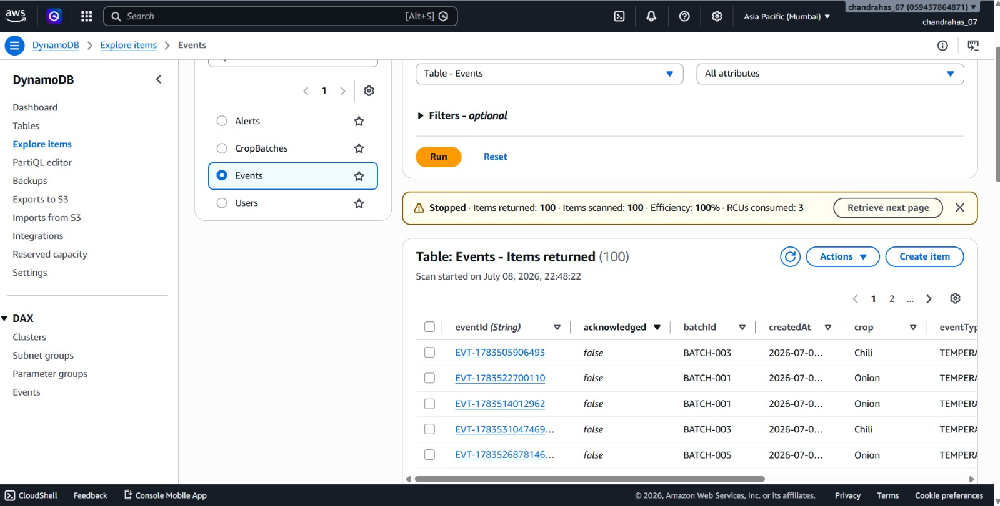 aws
Search
[Alt+S]
Asia Pacific (Mumbai)
chandrahas_07 (059437864871)
chandrahas_07
DynamoDB
Explore items
Events
DynamoDB
Dashboard
Tables
Explore items
PartiQL editor
Backups
Exports to S3
Imports from S3
Integrations
Reserved capacity
Settings
DAX
Clusters
Subnet groups
Parameter groups
Events
1
Alerts
CropBatches
Events
Users
Table - Events
All attributes
Filters - optional
Run
Reset
Stopped · Items returned: 100 · Items scanned: 100 · Efficiency: 100% · RCUs consumed: 3
Retrieve next page
Table: Events - Items returned (100)
Scan started on July 08, 2026, 22:48:22
Actions
Create item
1 2 ...
eventId (String) acknowledged batchId createdAt crop eventTyp
EVT-1783505906493 false BATCH-003 2026-07-0... Chili TEMPERA
EVT-1783522700110 false BATCH-001 2026-07-0... Onion TEMPERA
EVT-1783514012962 false BATCH-001 2026-07-0... Onion TEMPERA
EVT-1783531047469... false BATCH-003 2026-07-0... Chili TEMPERA
EVT-1783526878146... false BATCH-005 2026-07-0... Onion TEMPERA
CloudShell
Feedback
Console Mobile App
© 2026, Amazon Web Services, Inc. or its affiliates.
Privacy
Terms
Cookie preferences